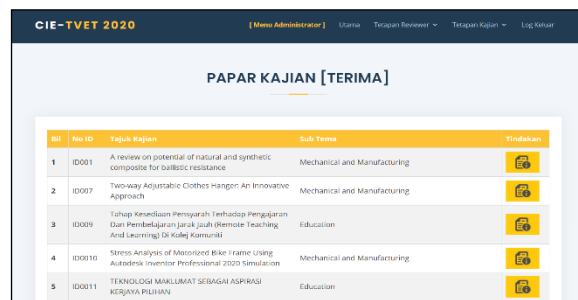 CIE-TVET 2020
[ Menu Administrator ] Utama Tetapan Reviewer Tetapan Kajian Log Keluar
PAPAR KAJIAN [TERIMA]
Bil No ID Tajuk Kajian Sub Tema Tindakan
1 ID001 A review on potential of natural and synthetic
composite for ballistic resistance Mechanical and Manufacturing
2 ID007 Two-way Adjustable Clothes Hanger: An Innovative
Approach Mechanical and Manufacturing
3 ID009 Tahap Kesediaan Pensyarah Terhadap Pengajaran
Dan Pembelajaran Jarak Jauh (Remote Teaching
And Learning) Di Kolej Komuniti Education
4 ID0010 Stress Analysis of Motorized Bike Frame Using
Autodesk Inventor Professional 2020 Simulation Mechanical and Manufacturing
5 ID0011 TEKNOLOGI MAKLUMAT SEBAGAI ASPIRASI
KERJAYA PILIHAN Education